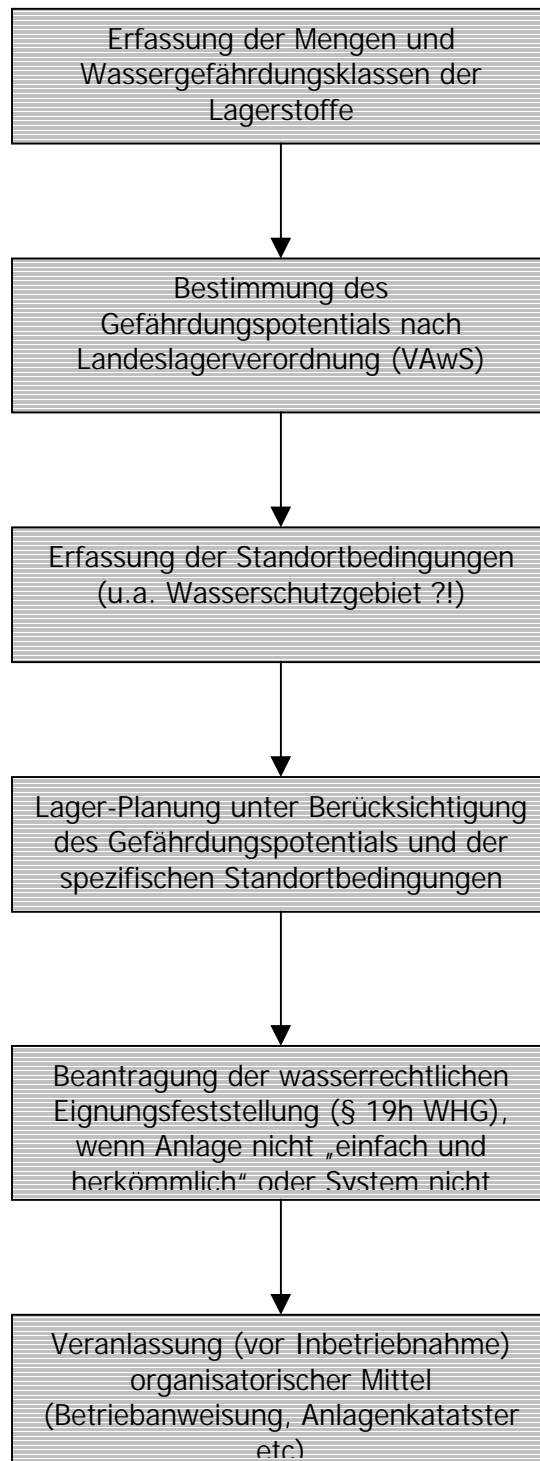 Erfassung der Mengen und
Wassergefährdungsklassen der
Lagerstoffe
Bestimmung des
Gefährdungspotentials nach
Landeslagerverordnung (VAwS)
Erfassung der Standortbedingungen
(u.a. Wasserschutzgebiet ?!)
Lager-Planung unter Berücksichtigung
des Gefährdungspotentials und der
spezifischen Standortbedingungen
Beantragung der wasserrechtlichen
Eignungsfeststellung (§ 19h WHG),
wenn Anlage nicht „einfach und
herkömmlich“ oder System nicht
Veranlassung (vor Inbetriebnahme)
organisatorischer Mittel
(Betriebanweisung, Anlagenkatatster
etc)